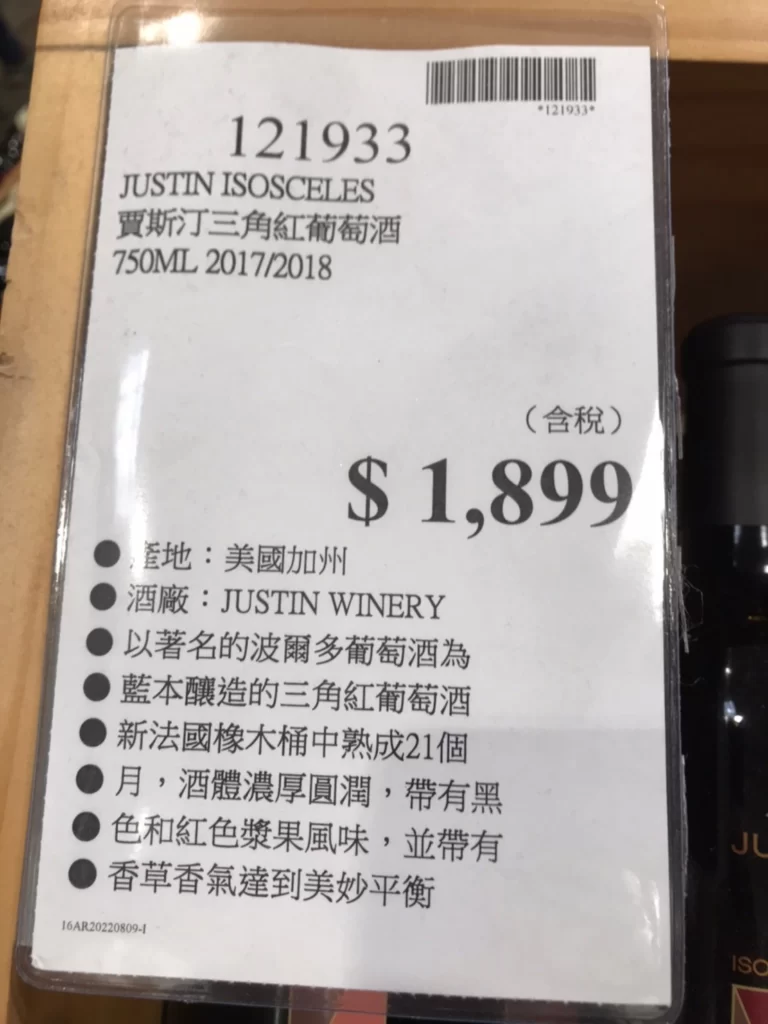 *121933*
121933
JUSTIN ISOSCELES
賈斯汀三角紅葡萄酒
750ML 2017/2018
（含稅）
$ 1,899
● 產地：美國加州
● 酒廠：JUSTIN WINERY
● 以著名的波爾多葡萄酒為
● 藍本釀造的三角紅葡萄酒
● 新法國橡木桶中熟成21個
● 月，酒體濃厚圓潤，帶有黑
● 色和紅色漿果風味，並帶有
● 香草香氣達到美妙平衡
16AR20220809-1
JU
ISO